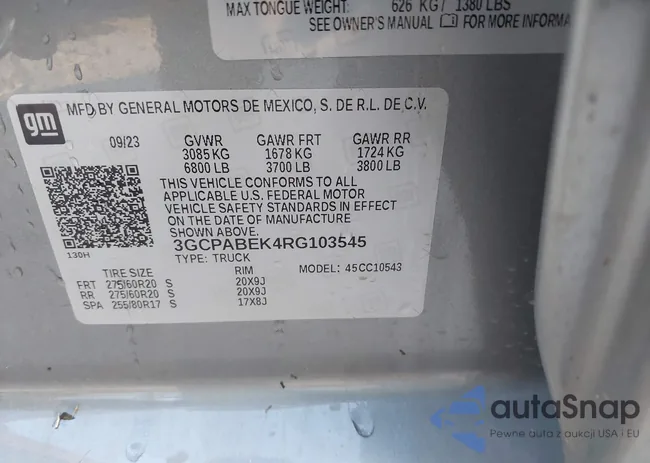 MAX TONGUE WEIGHT: 626 KG / 1380 LBS
SEE OWNER'S MANUAL FOR MORE INFORMA
gm
MFD BY GENERAL MOTORS DE MEXICO, S. DE R.L. DE C.V.
09/23 GVWR GAWR FRT GAWR RR
3085 KG 1678 KG 1724 KG
6800 LB 3700 LB 3800 LB
THIS VEHICLE CONFORMS TO ALL
APPLICABLE U.S. FEDERAL MOTOR
VEHICLE SAFETY STANDARDS IN EFFECT
ON THE DATE OF MANUFACTURE
SHOWN ABOVE.
130H
3GCPABEK4RG103545
TYPE: TRUCK MODEL: 45CC10543
TIRE SIZE RIM
FRT 275/60R20 S 20X9J
RR 275/60R20 S 20X9J
SPA 255/80R17 S 17X8J
autaSnap
Pewne auta z aukcji USA i EU